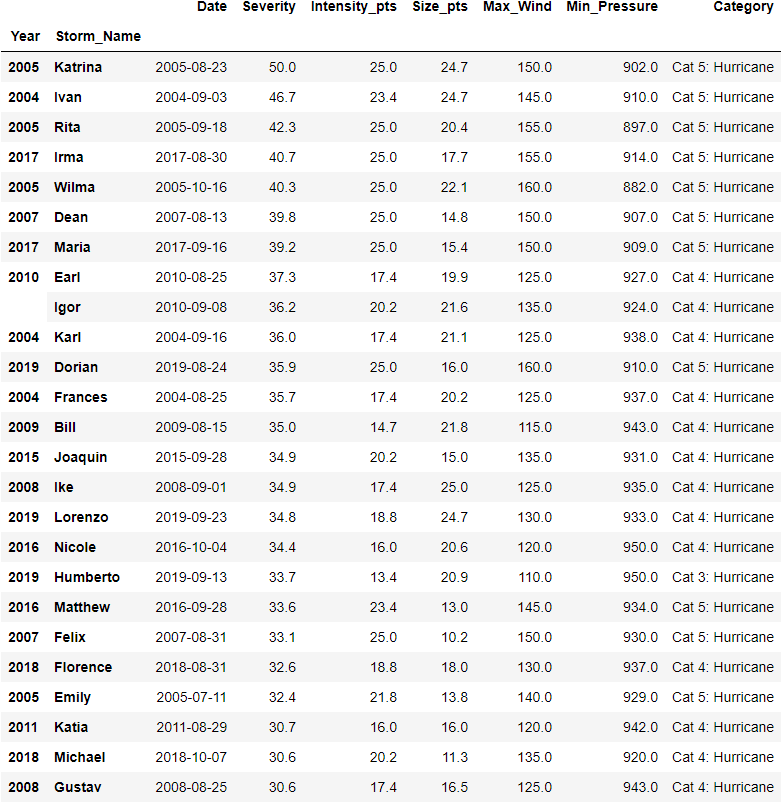 Date Severity Intensity_pts Size_pts Max_Wind Min_Pressure Category
Year Storm_Name
2005 Katrina 2005-08-23 50.0 25.0 24.7 150.0 902.0 Cat 5: Hurricane
2004 Ivan 2004-09-03 46.7 23.4 24.7 145.0 910.0 Cat 5: Hurricane
2005 Rita 2005-09-18 42.3 25.0 20.4 155.0 897.0 Cat 5: Hurricane
2017 Irma 2017-08-30 40.7 25.0 17.7 155.0 914.0 Cat 5: Hurricane
2005 Wilma 2005-10-16 40.3 25.0 22.1 160.0 882.0 Cat 5: Hurricane
2007 Dean 2007-08-13 39.8 25.0 14.8 150.0 907.0 Cat 5: Hurricane
2017 Maria 2017-09-16 39.2 25.0 15.4 150.0 909.0 Cat 5: Hurricane
2010 Earl 2010-08-25 37.3 17.4 19.9 125.0 927.0 Cat 4: Hurricane
Igor 2010-09-08 36.2 20.2 21.6 135.0 924.0 Cat 4: Hurricane
2004 Karl 2004-09-16 36.0 17.4 21.1 125.0 938.0 Cat 4: Hurricane
2019 Dorian 2019-08-24 35.9 25.0 16.0 160.0 910.0 Cat 5: Hurricane
2004 Frances 2004-08-25 35.7 17.4 20.2 125.0 937.0 Cat 4: Hurricane
2009 Bill 2009-08-15 35.0 14.7 21.8 115.0 943.0 Cat 4: Hurricane
2015 Joaquin 2015-09-28 34.9 20.2 15.0 135.0 931.0 Cat 4: Hurricane
2008 Ike 2008-09-01 34.9 17.4 25.0 125.0 935.0 Cat 4: Hurricane
2019 Lorenzo 2019-09-23 34.8 18.8 24.7 130.0 933.0 Cat 4: Hurricane
2016 Nicole 2016-10-04 34.4 16.0 20.6 120.0 950.0 Cat 4: Hurricane
2019 Humberto 2019-09-13 33.7 13.4 20.9 110.0 950.0 Cat 3: Hurricane
2016 Matthew 2016-09-28 33.6 23.4 13.0 145.0 934.0 Cat 5: Hurricane
2007 Felix 2007-08-31 33.1 25.0 10.2 150.0 930.0 Cat 5: Hurricane
2018 Florence 2018-08-31 32.6 18.8 18.0 130.0 937.0 Cat 4: Hurricane
2005 Emily 2005-07-11 32.4 21.8 13.8 140.0 929.0 Cat 5: Hurricane
2011 Katia 2011-08-29 30.7 16.0 16.0 120.0 942.0 Cat 4: Hurricane
2018 Michael 2018-10-07 30.6 20.2 11.3 135.0 920.0 Cat 4: Hurricane
2008 Gustav 2008-08-25 30.6 17.4 16.5 125.0 943.0 Cat 4: Hurricane